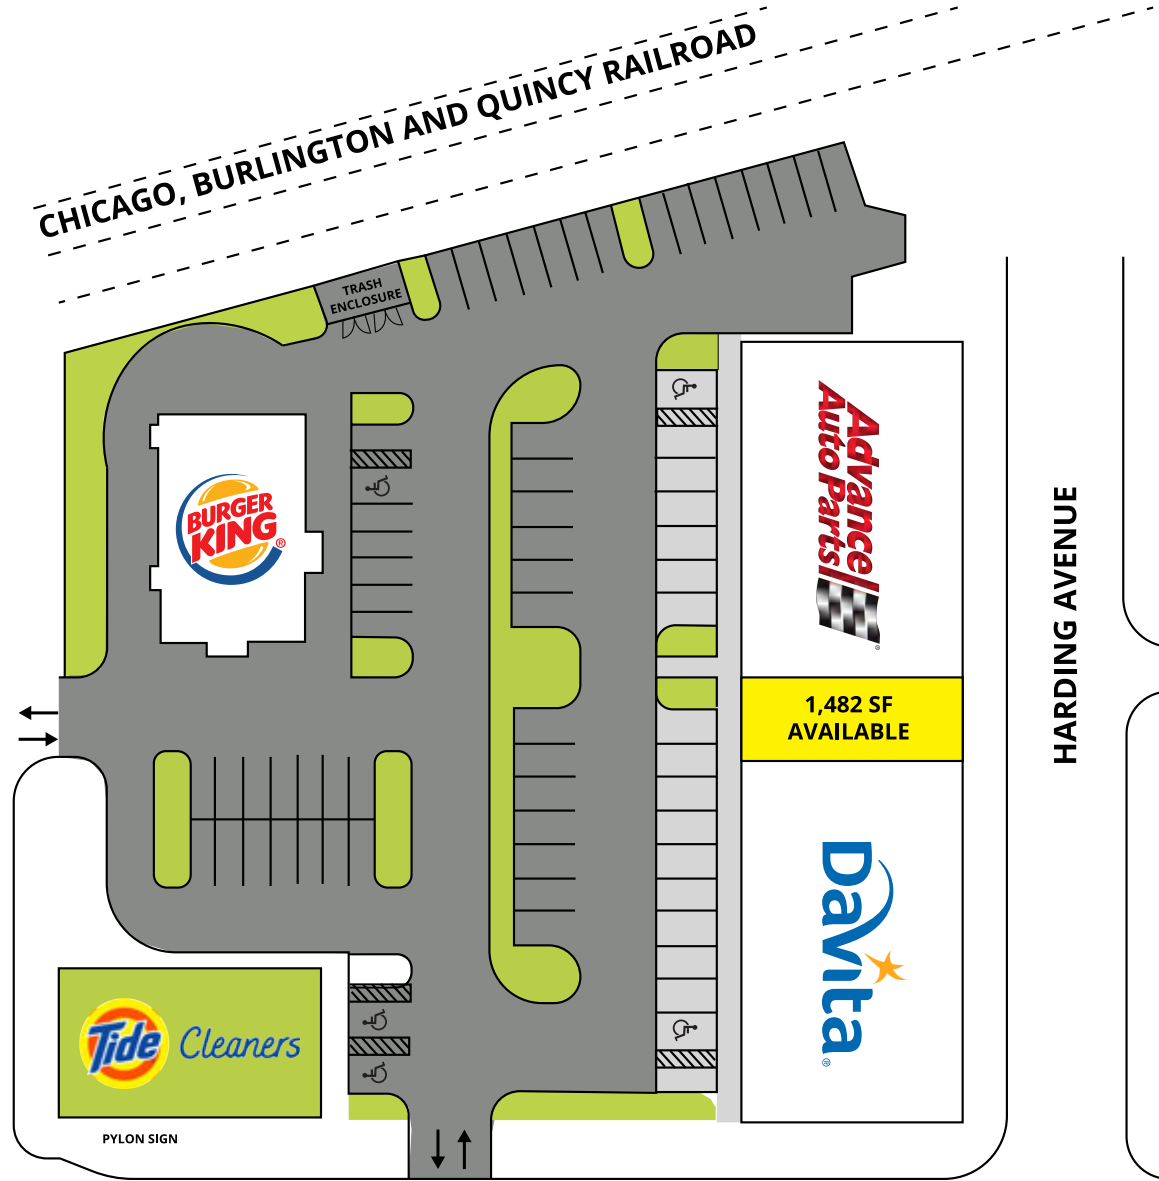 CHICAGO, BURLINGTON AND QUINCY RAILROAD
TRASH
ENCLOSURE
BURGER
KING®
Advance
Auto Parts
®
1,482 SF
AVAILABLE
HARDING AVENUE
DaVita®
Tide Cleaners
PYLON SIGN